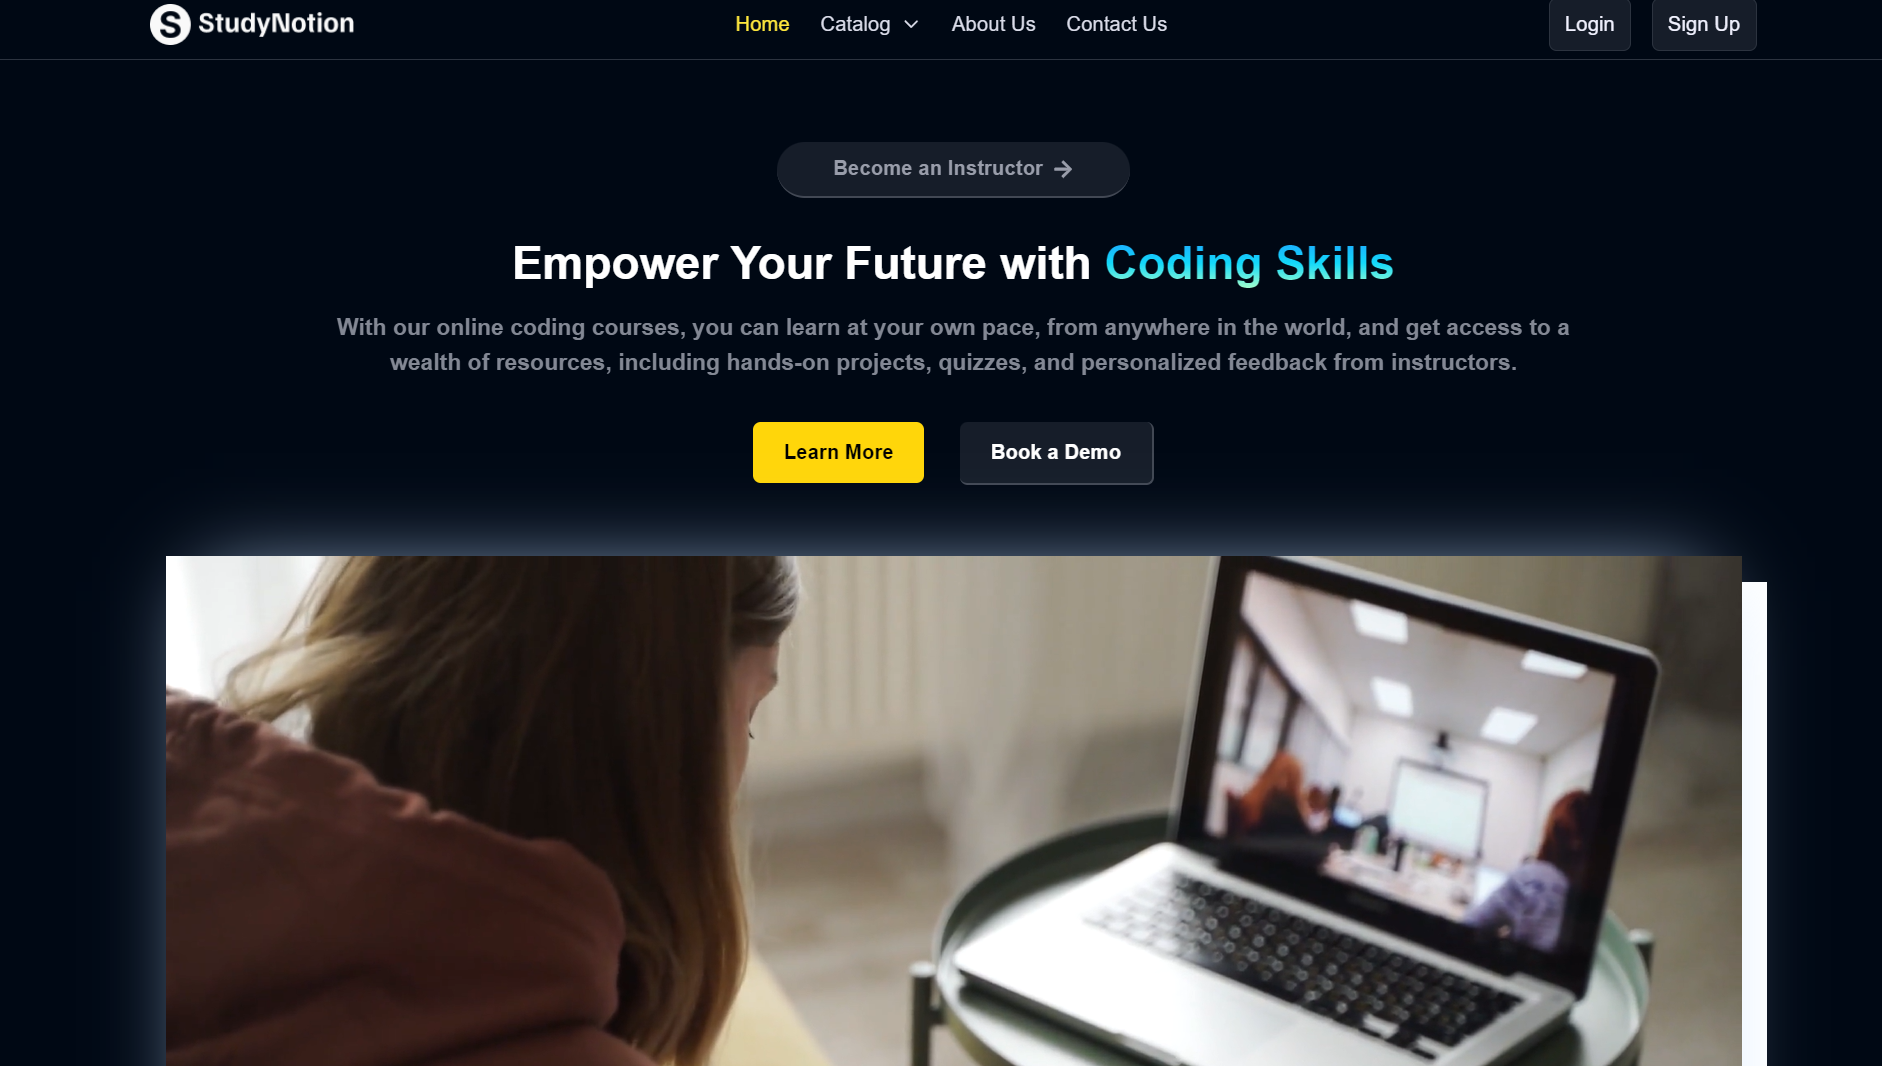 S StudyNotion
Home Catalog About Us Contact Us
Login Sign Up
Become an Instructor
Empower Your Future with Coding Skills
With our online coding courses, you can learn at your own pace, from anywhere in the world, and get access to a
wealth of resources, including hands-on projects, quizzes, and personalized feedback from instructors.
Learn More Book a Demo